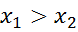 x₁ > x₂